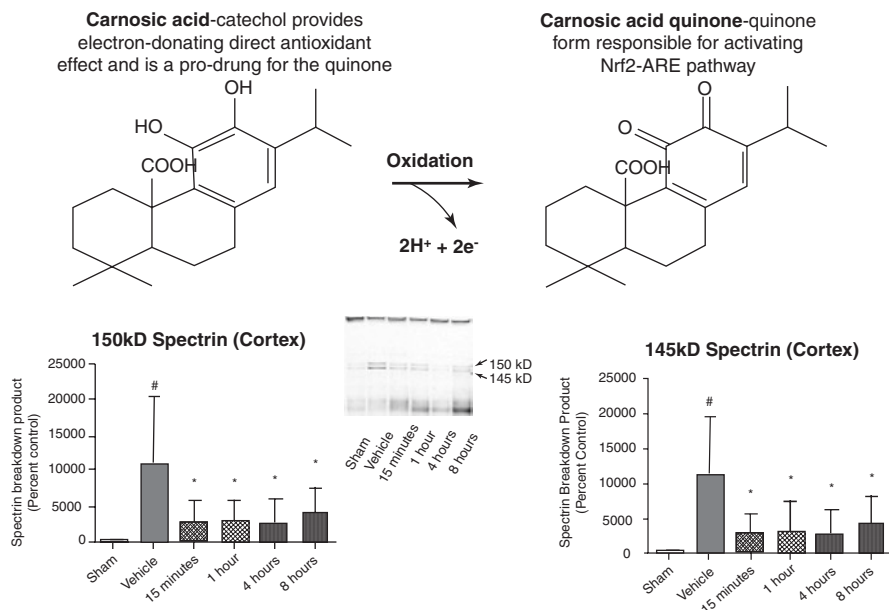 Carnosic acid-catechol provides
electron-donating direct antioxidant
effect and is a pro-drung for the quinone
Carnosic acid quinone-quinone
form responsible for activating
Nrf2-ARE pathway
OH
HO
COOH
Oxidation
2H⁺ + 2e⁻
O
O
COOH
150kD Spectrin (Cortex)
Spectrin breakdown product
(Percent control)
25000
20000
15000
10000
5000
0
#
*
*
*
*
Sham
Vehicle
15 minutes
1 hour
4 hours
8 hours
150 kD
145 kD
Sham
Vehicle
15 minutes
1 hour
4 hours
8 hours
145kD Spectrin (Cortex)
Spectrin Breakdown Product
(Percent Control)
25000
20000
15000
10000
5000
0
#
*
*
*
*
Sham
Vehicle
15 minutes
1 hour
4 hours
8 hours